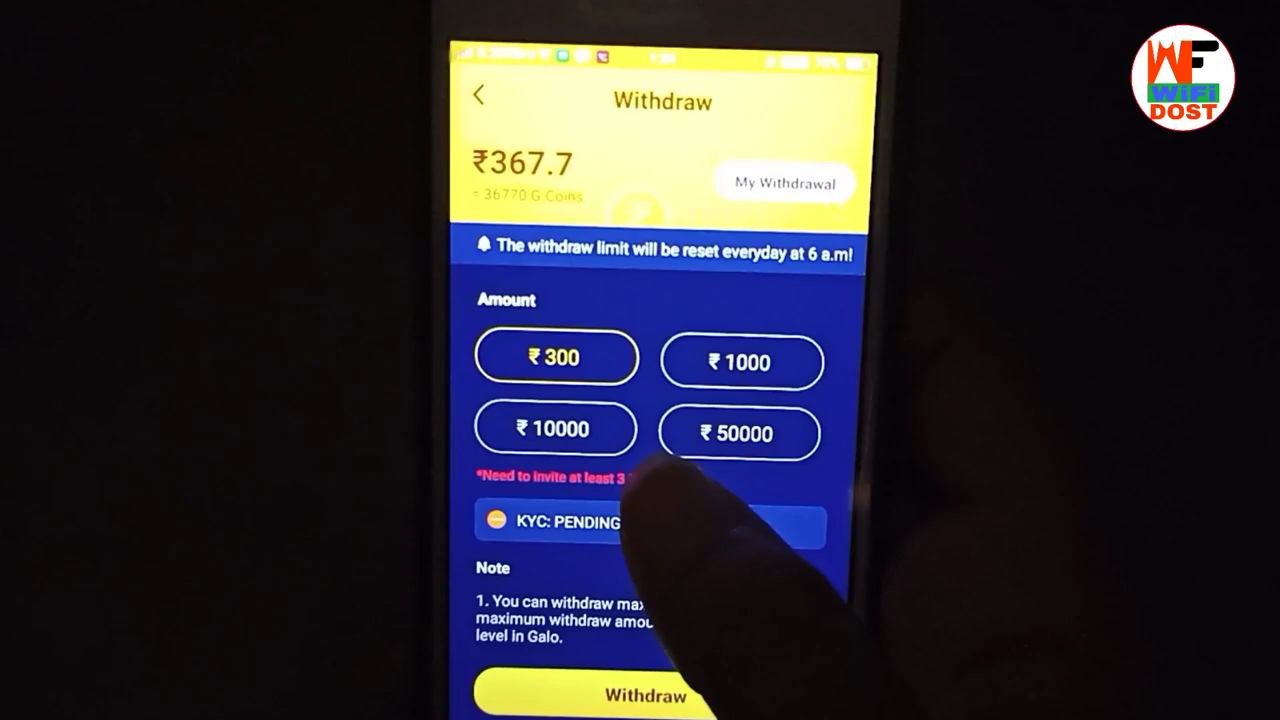 WF
WiFi
DOST
Withdraw
₹367.7
= 36770 G Coins
My Withdrawal
The withdraw limit will be reset everyday at 6 a.m!
Amount
₹ 300
₹ 1000
₹ 10000
₹ 50000
*Need to invite at least 3
KYC: PENDING
Note
1. You can withdraw
maximum withdraw
level in Galo.
Withdraw